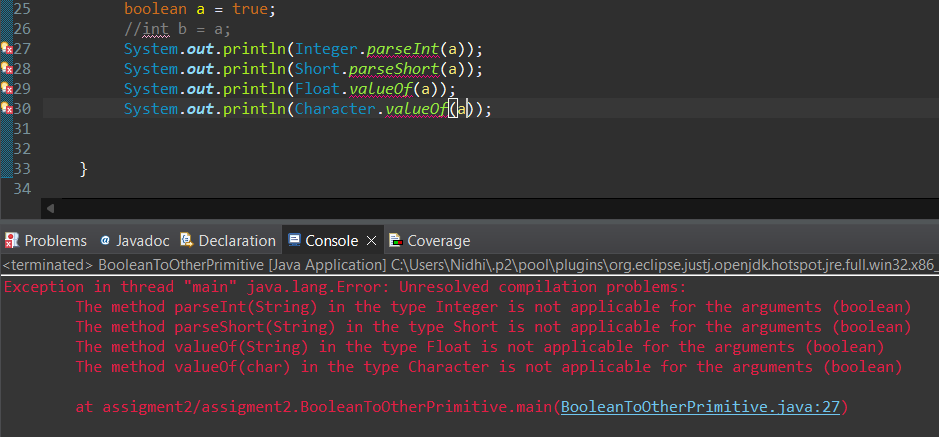 25 boolean a = true;
26 //int b = a;
27 System.out.println(Integer.parseInt(a));
28 System.out.println(Short.parseShort(a));
29 System.out.println(Float.valueOf(a));
30 System.out.println(Character.valueOf(a));
31
32
33 }
34
Problems @ Javadoc Declaration Console Coverage
<terminated> BooleanToOtherPrimitive [Java Application] C:\Users\Nidhi\.p2\pool\plugins\org.eclipse.justj.openjdk.hotspot.jre.full.win32.x86_
Exception in thread "main" java.lang.Error: Unresolved compilation problems:
The method parseInt(String) in the type Integer is not applicable for the arguments (boolean)
The method parseShort(String) in the type Short is not applicable for the arguments (boolean)
The method valueOf(String) in the type Float is not applicable for the arguments (boolean)
The method valueOf(char) in the type Character is not applicable for the arguments (boolean)
at assigment2/assigment2.BooleanToOtherPrimitive.main(BooleanToOtherPrimitive.java:27)